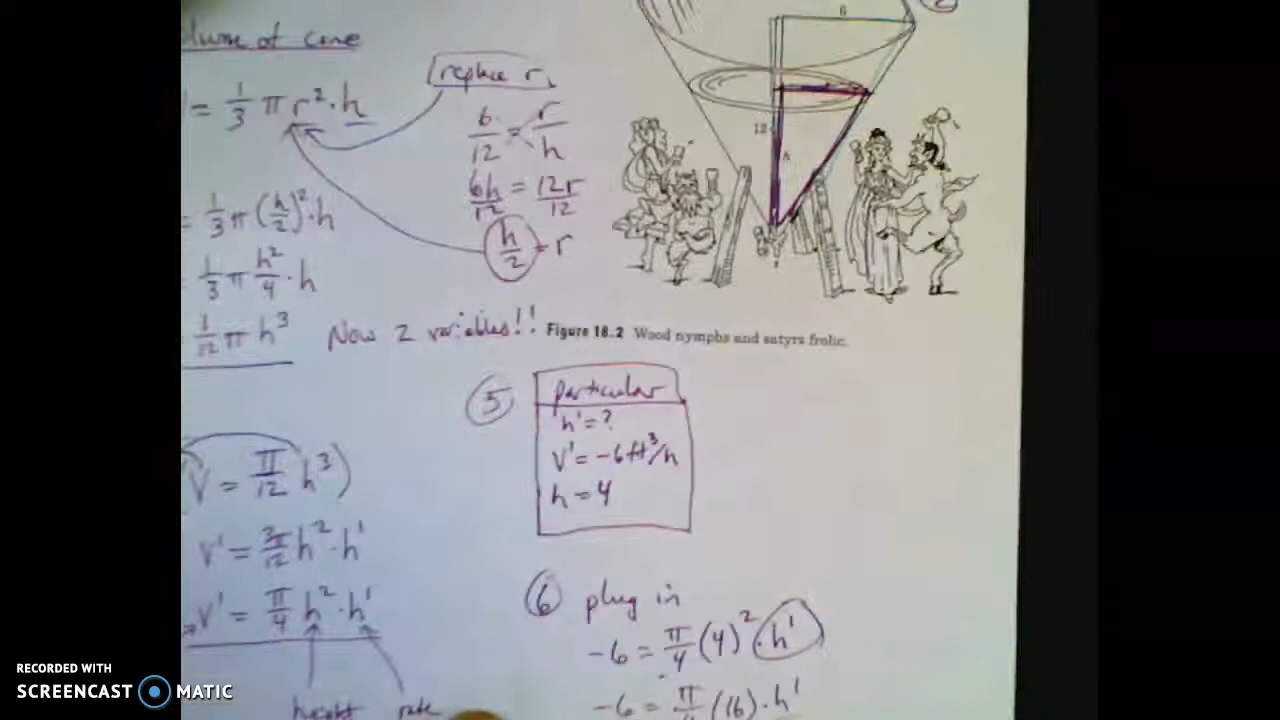 lume of cone
= 1/3 π r² · h
= 1/3 π (h/2)² · h
= 1/3 π h²/4 · h
1/12 π h³
replace r
6/12 = r/h
6h/12 = 12r/12
h/2 = r
Now 2 variables!!
6
12
h
Figure 18.2 Wood nymphs and satyrs frolic.
5
particular
h' = ?
V' = -6 ft³/h
h = 4
V = π/12 h³)
V' = 3π/12 h² · h'
V' = π/4 h² · h'
height rate
6 plug in
-6 = π/4 (4)² · h'
-6 = π/4 (16) · h'
RECORDED WITH
SCREENCAST MATIC